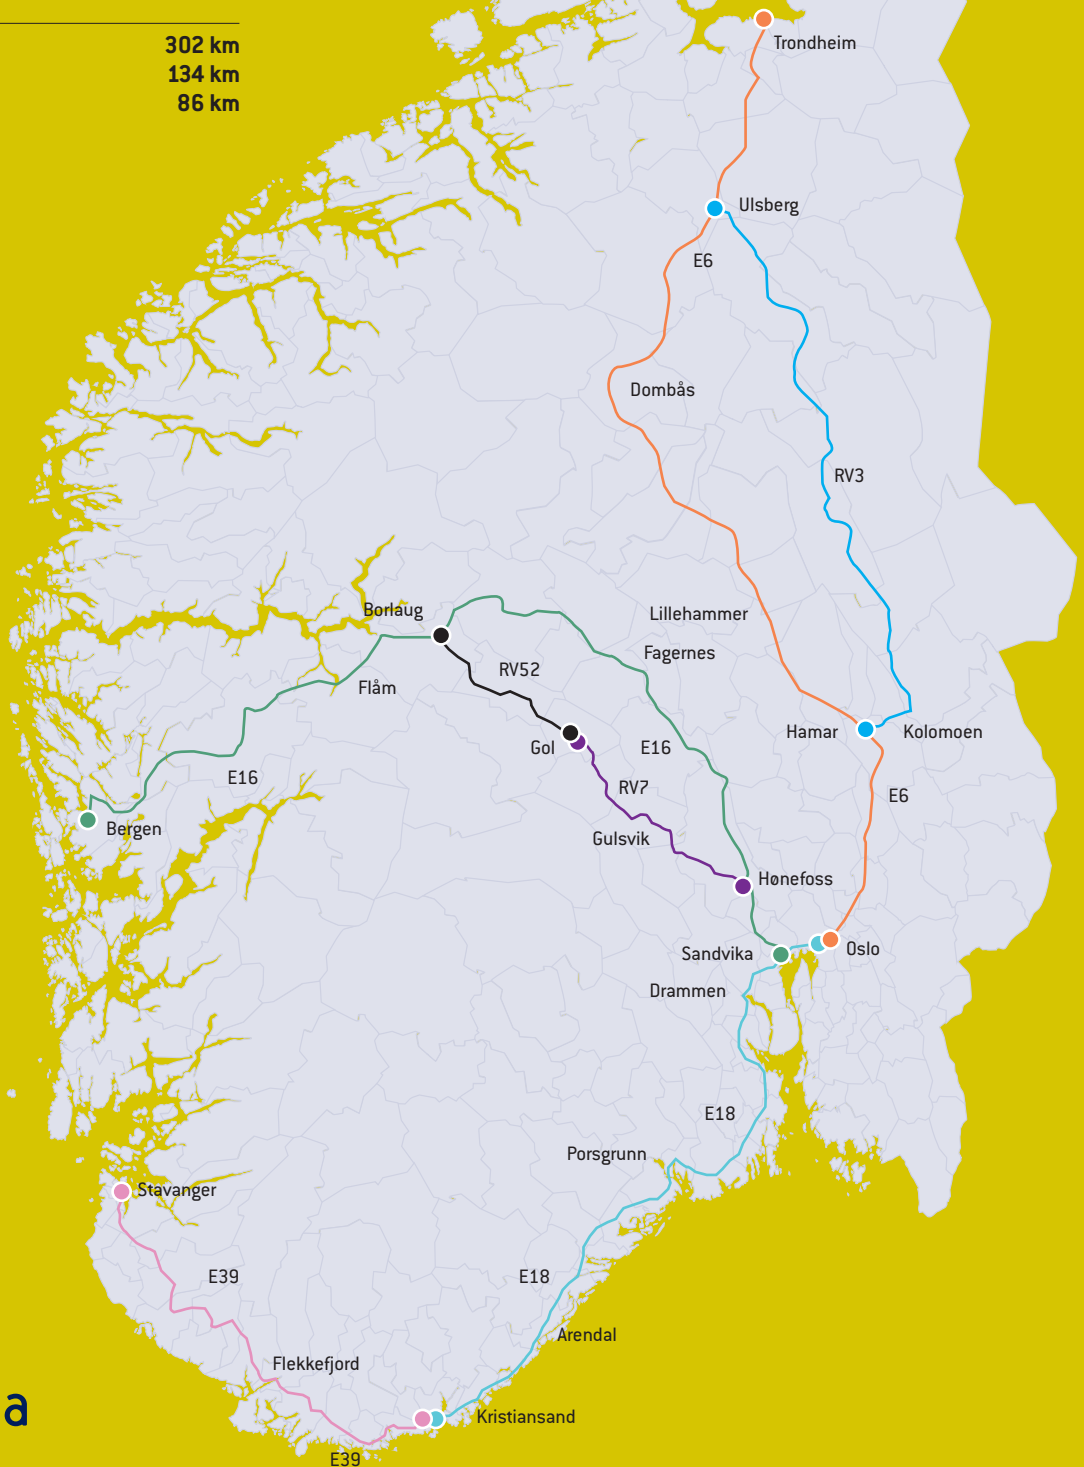 302 km
134 km
86 km
Trondheim
Ulsberg
E6
Dombås
RV3
Borlaug
Lillehammer
Fagernes
RV52
Flåm
Hamar
Kolomoen
Gol
E16
E16
RV7
E6
Bergen
Gulsvik
Hønefoss
Oslo
Sandvika
Drammen
E18
Porsgrunn
Stavanger
E39
E18
Arendal
Flekkefjord
a
Kristiansand
E39